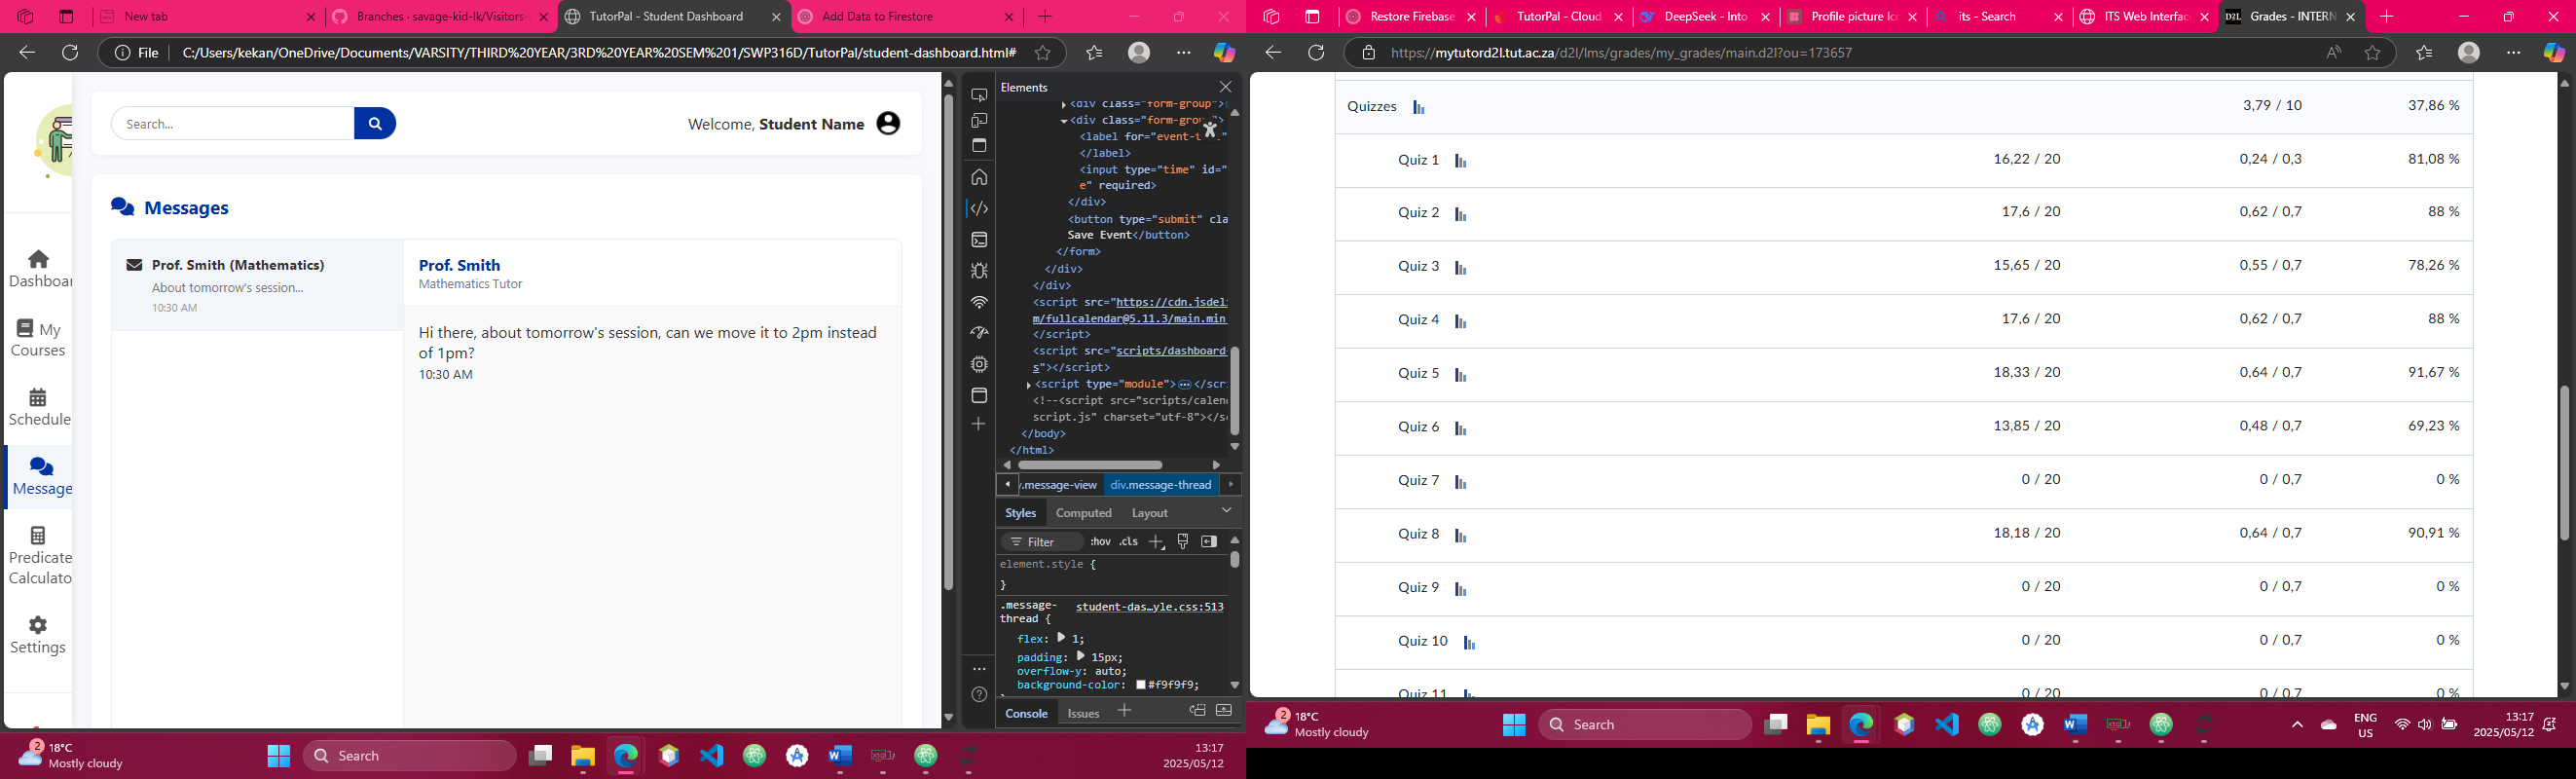 New tab
Branches · savage-kid-lk/Visitors-
TutorPal - Student Dashboard
Add Data to Firestore
File
C:/Users/kekan/OneDrive/Documents/VARSITY/THIRD%20YEAR/3RD%20YEAR%20SEM%201/SWP316D/TutorPal/student-dashboard.html#
Dashboar
My
Courses
Schedule
Message
Predicate
Calculato
Settings
Search...
Welcome, Student Name
Messages
Prof. Smith (Mathematics)
About tomorrow's session...
10:30 AM
Prof. Smith
Mathematics Tutor
Hi there, about tomorrow's session, can we move it to 2pm instead
of 1pm?
10:30 AM
Elements
<div class="form-group">
<div class="form-grou
<label for="event-t
</label>
<input type="time" id="
e" required>
</div>
<button type="submit" cla
Save Event</button>
</form>
</div>
</div>
<script src="https://cdn.jsdeli
m/fullcalendar@5.11.3/main.min.
</script>
<script src="scripts/dashboard-
s"></script>
<script type="module"></scri
<!--<script src="scripts/calen
script.js" charset="utf-8"></sc
</body>
</html>
v.message-view
div.message-thread
Styles
Computed
Layout
Filter
:hov
.cls
element.style {
}
.message-
thread {
student-das…yle.css:513
flex: 1;
padding: 15px;
overflow-y: auto;
background-color: #f9f9f9;
Console
Issues
2
18°C
Mostly cloudy
Search
13:17
2025/05/12
Restore Firebase
TutorPal - Cloud
DeepSeek - Into
Profile picture Ico
its - Search
ITS Web Interfac
D2L
Grades - INTERN
https://mytutord2l.tut.ac.za/d2l/lms/grades/my_grades/main.d2l?ou=173657
Quizzes 3,79 / 10 37,86 %
Quiz 1 16,22 / 20 0,24 / 0,3 81,08 %
Quiz 2 17,6 / 20 0,62 / 0,7 88 %
Quiz 3 15,65 / 20 0,55 / 0,7 78,26 %
Quiz 4 17,6 / 20 0,62 / 0,7 88 %
Quiz 5 18,33 / 20 0,64 / 0,7 91,67 %
Quiz 6 13,85 / 20 0,48 / 0,7 69,23 %
Quiz 7 0 / 20 0 / 0,7 0 %
Quiz 8 18,18 / 20 0,64 / 0,7 90,91 %
Quiz 9 0 / 20 0 / 0,7 0 %
Quiz 10 0 / 20 0 / 0,7 0 %
Quiz 11 0 / 20 0 / 0,7 0 %
2
18°C
Mostly cloudy
Search
ENG
US
13:17
2025/05/12